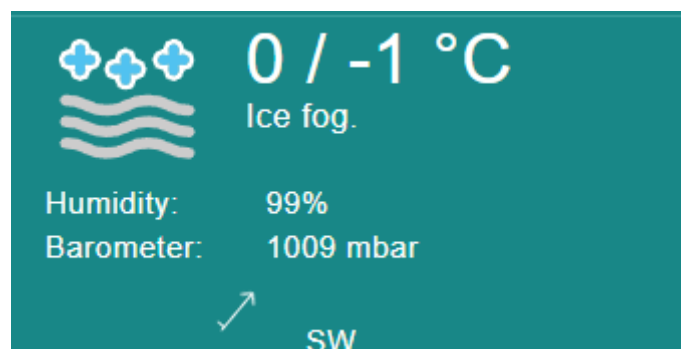 0 / -1 °C
Ice fog.
Humidity: 99%
Barometer: 1009 mbar
SW